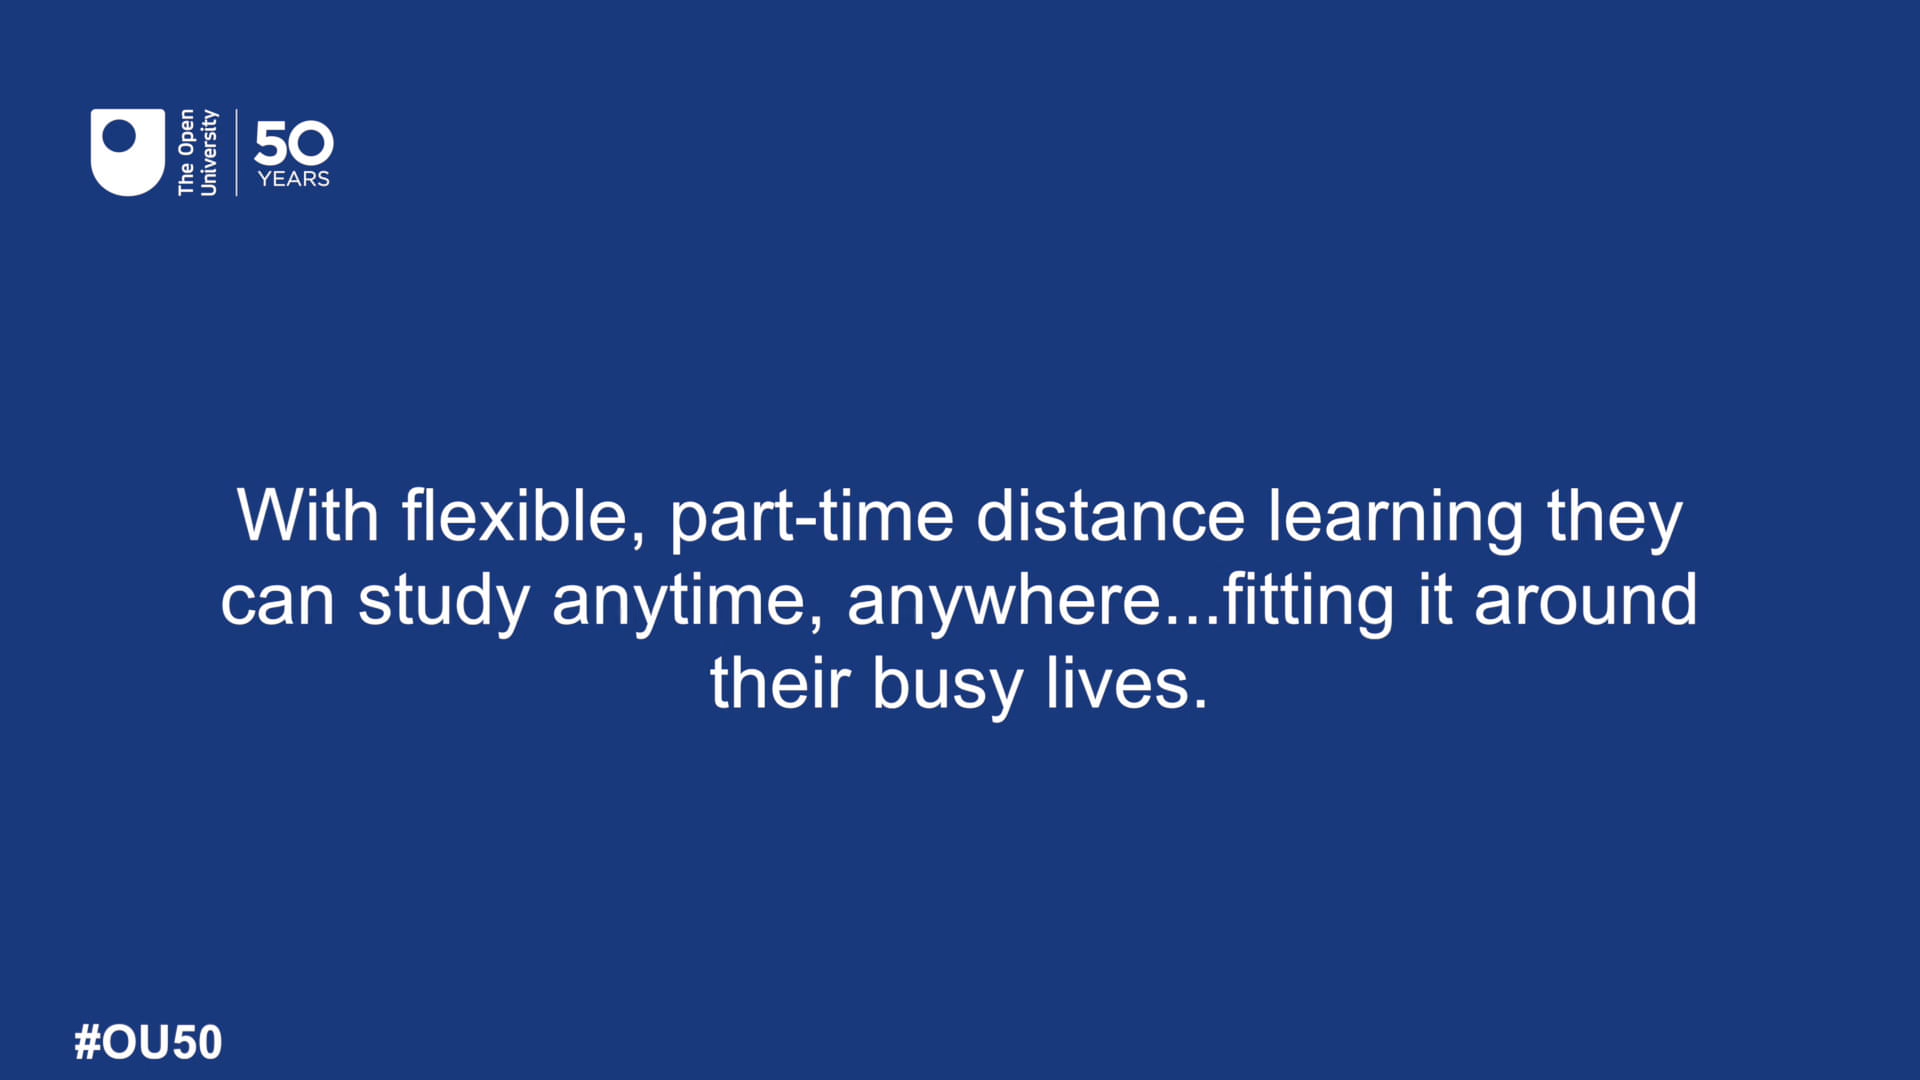 The Open
University
50
YEARS
With flexible, part-time distance learning they
can study anytime, anywhere...fitting it around
their busy lives.
#OU50